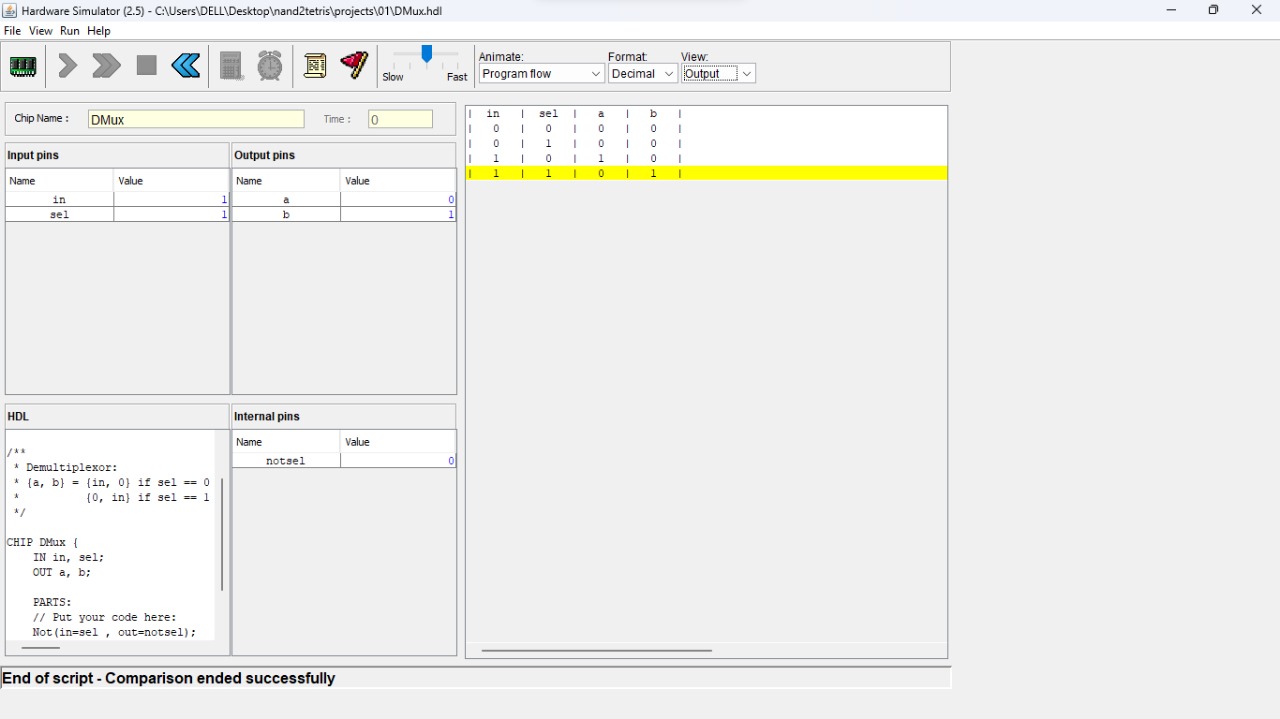 Hardware Simulator (2.5) - C:\Users\DELL\Desktop\nand2tetris\projects\01\DMux.hdl
File View Run Help
Slow Fast
Animate: Format: View:
Program flow Decimal Output
Chip Name : DMux Time : 0
Input pins
Name Value
in 1
sel 1
Output pins
Name Value
a 0
b 1
HDL
/**
* Demultiplexor:
* {a, b} = {in, 0} if sel == 0
* {0, in} if sel == 1
*/
CHIP DMux {
IN in, sel;
OUT a, b;
PARTS:
// Put your code here:
Not(in=sel , out=notsel);
Internal pins
Name Value
notsel 0
| in | sel | a | b |
| 0 | 0 | 0 | 0 |
| 0 | 1 | 0 | 0 |
| 1 | 0 | 1 | 0 |
| 1 | 1 | 0 | 1 |
End of script - Comparison ended successfully